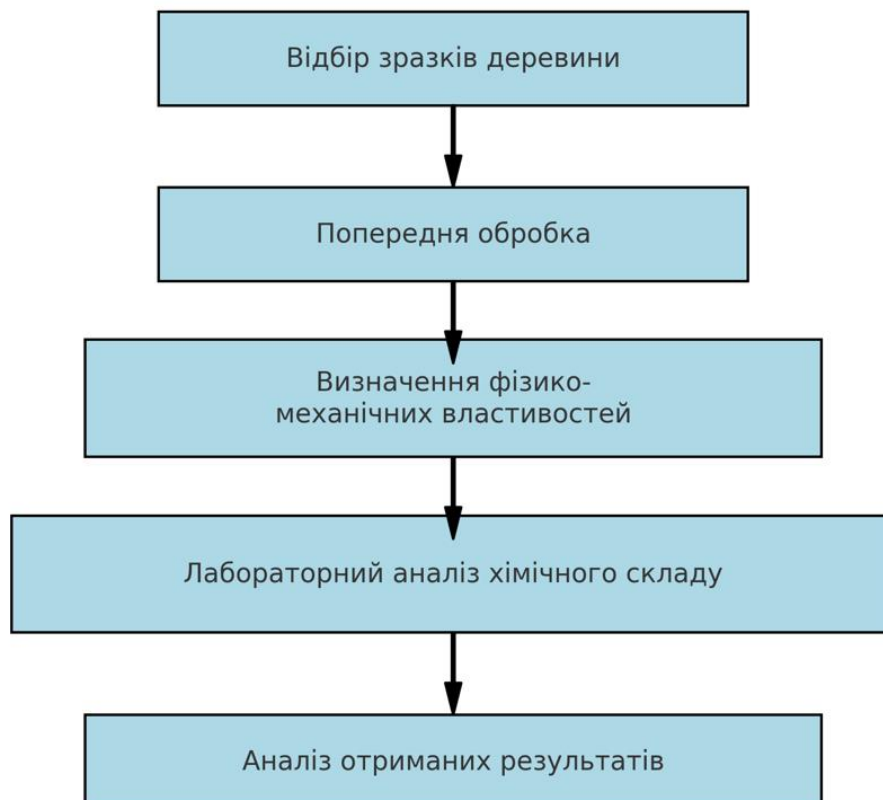 Відбір зразків деревини
Попередня обробка
Визначення фізико-
механічних властивостей
Лабораторний аналіз хімічного складу
Аналіз отриманих результатів